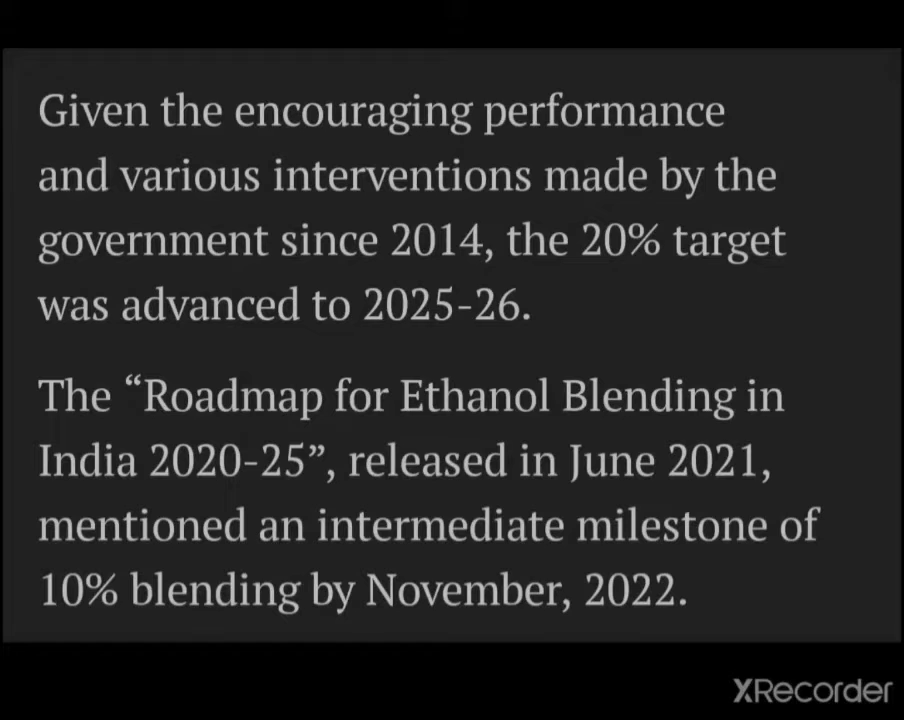 Given the encouraging performance
and various interventions made by the
government since 2014, the 20% target
was advanced to 2025-26.
The “Roadmap for Ethanol Blending in
India 2020-25”, released in June 2021,
mentioned an intermediate milestone of
10% blending by November, 2022.
XRecorder